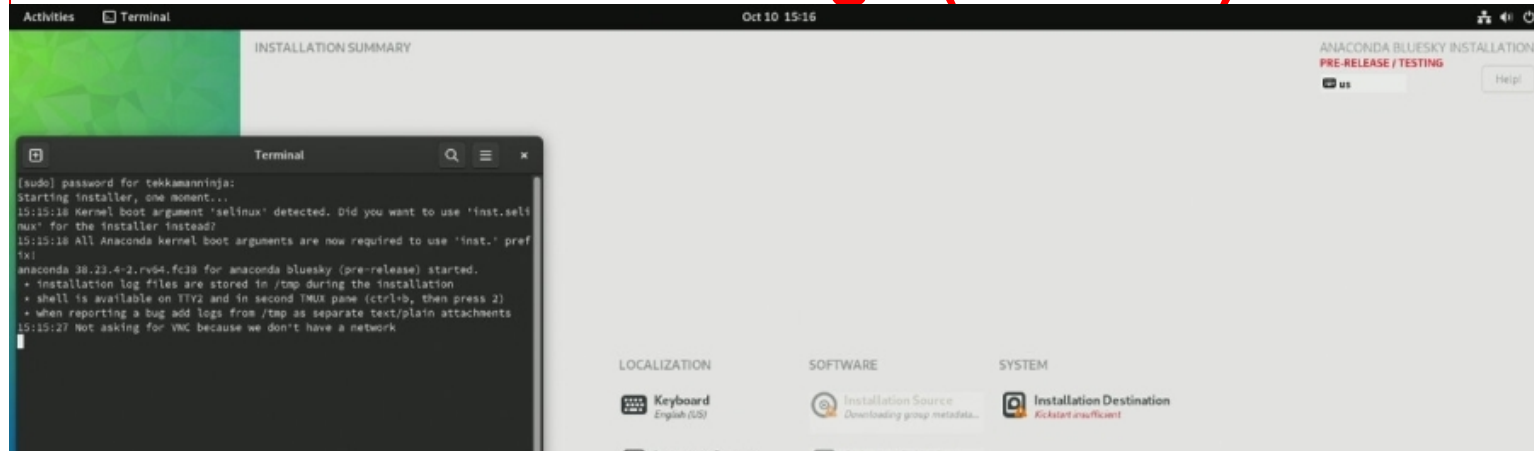 Activities Terminal Oct 10 15:16
INSTALLATION SUMMARY
ANACONDA BLUESKY INSTALLATION
PRE-RELEASE / TESTING
us
Help!
Terminal
[sudo] password for tekkamanninja:
Starting installer, one moment...
15:15:18 Kernel boot argument 'selinux' detected. Did you want to use 'inst.seli
nux' for the installer instead?
15:15:18 All Anaconda kernel boot arguments are now required to use 'inst.' pref
ix!
anaconda 38.23.4-2.rv64.fc38 for anaconda bluesky (pre-release) started.
* installation log files are stored in /tmp during the installation
* shell is available on TTY2 and in second TMUX pane (ctrl+b, then press 2)
* when reporting a bug add logs from /tmp as separate text/plain attachments
15:15:27 Not asking for VNC because we don't have a network
LOCALIZATION SOFTWARE SYSTEM
Keyboard
English (US)
Installation Source
Downloading group metadata...
Installation Destination
Kickstart insufficient